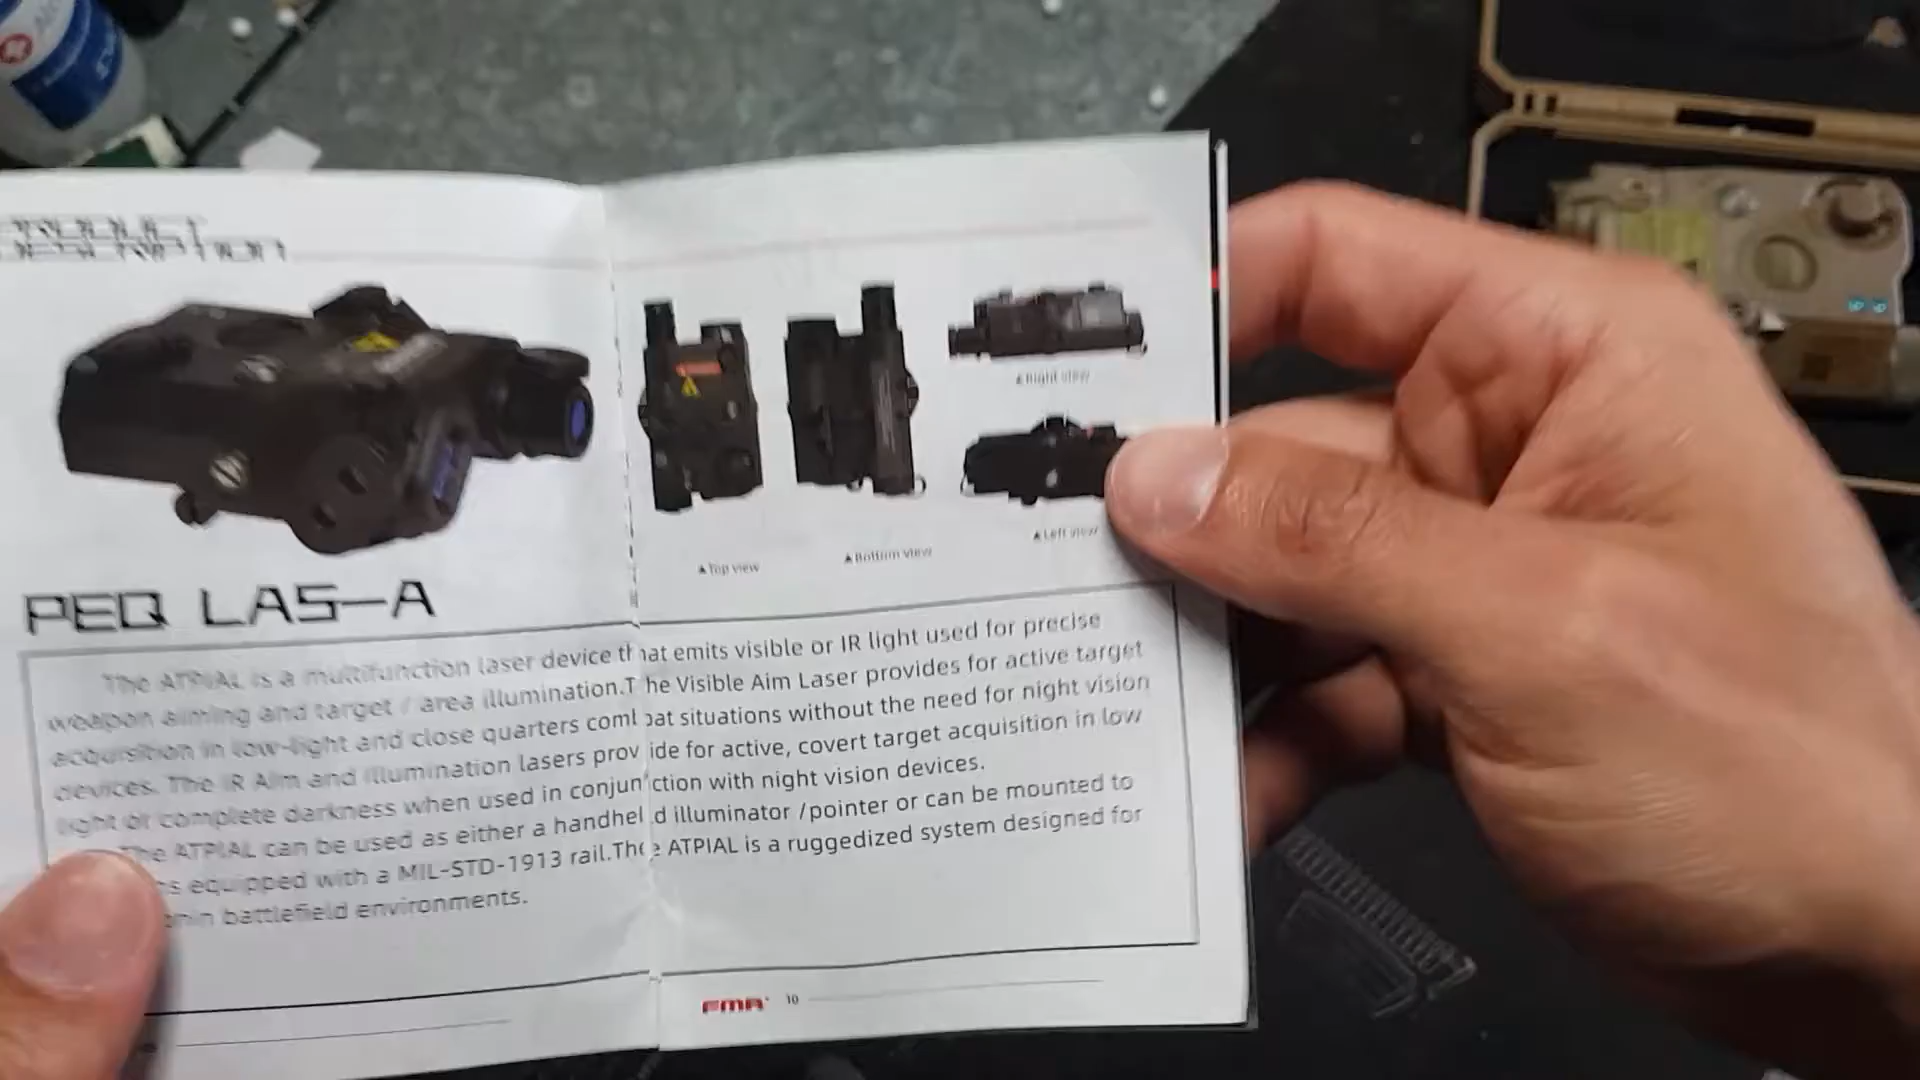 ▲Right view
▲Left view
▲Bottom view
▲Top view
PEQ LAS-A
The ATPIAL is a multifunction laser device that emits visible or IR light used for precise
weapon aiming and target / area illumination.The Visible Aim Laser provides for active target
acquisition in low-light and close quarters combat situations without the need for night vision
devices. The IR Aim and illumination lasers provide for active, covert target acquisition in low
light or complete darkness when used in conjunction with night vision devices.
The ATPIAL can be used as either a handheld illuminator /pointer or can be mounted to
equipped with a MIL-STD-1913 rail.The ATPIAL is a ruggedized system designed for
battlefield environments.
FMA 10